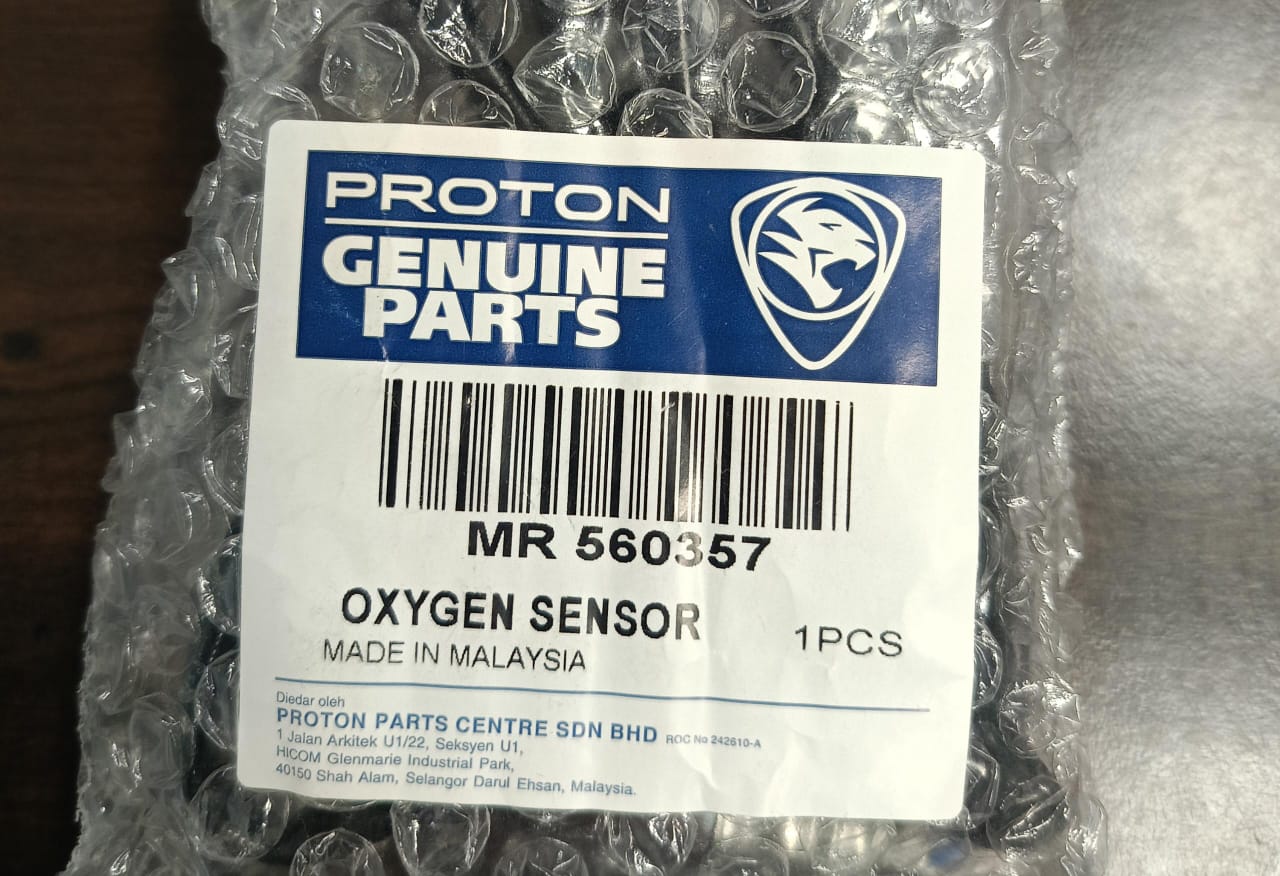 PROTON
GENUINE
PARTS
MR 560357
OXYGEN SENSOR
1PCS
MADE IN MALAYSIA
Diedar oleh
PROTON PARTS CENTRE SDN BHD ROC No 242610-A
1 Jalan Arkitek U1/22, Seksyen U1,
HICOM Glenmarie Industrial Park,
40150 Shah Alam, Selangor Darul Ehsan, Malaysia.